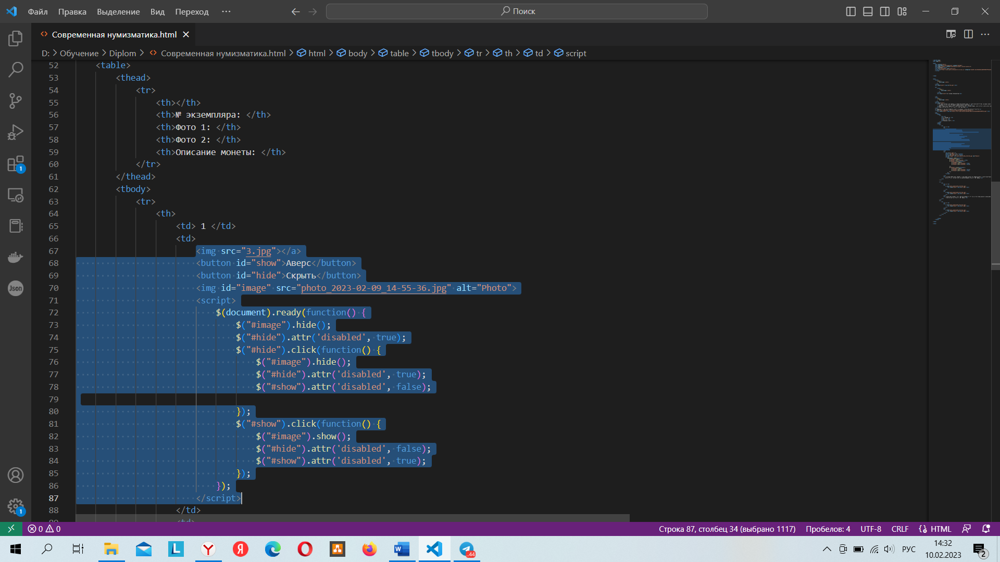 Файл Правка Выделение Вид Переход ···
Поиск
Современная нумизматика.html
D: > Обучение > Diplom > Современная нумизматика.html > html > body > table > tbody > tr > th > td > script
52 <table>
53 <thead>
54 <tr>
55 <th></th>
56 <th>№ экземпляра: </th>
57 <th>Фото 1: </th>
58 <th>Фото 2: </th>
59 <th>Описание монеты: </th>
60 </tr>
61 </thead>
62 <tbody>
63 <tr>
64 <th>
65 <td> 1 </td>
66 <td>
67 <img src="3.jpg"></a>
68 <button id="show">Аверс</button>
69 <button id="hide">Скрыть</button>
70 <img id="image" src="photo_2023-02-09_14-55-36.jpg" alt="Photo">
71 <script>
72 $(document).ready(function() {
73 $("#image").hide();
74 $("#hide").attr('disabled', true);
75 $("#hide").click(function() {
76 $("#image").hide();
77 $("#hide").attr('disabled', true);
78 $("#show").attr('disabled', false);
79
80 });
81 $("#show").click(function() {
82 $("#image").show();
83 $("#hide").attr('disabled', false);
84 $("#show").attr('disabled', true);
85 });
86 });
87 </script>
88 </td>
1
Json
1
0 0
Строка 87, столбец 34 (выбрано 1117) Пробелов: 4 UTF-8 CRLF HTML
L Y Я W ..44
РУС
14:32
10.02.2023
2